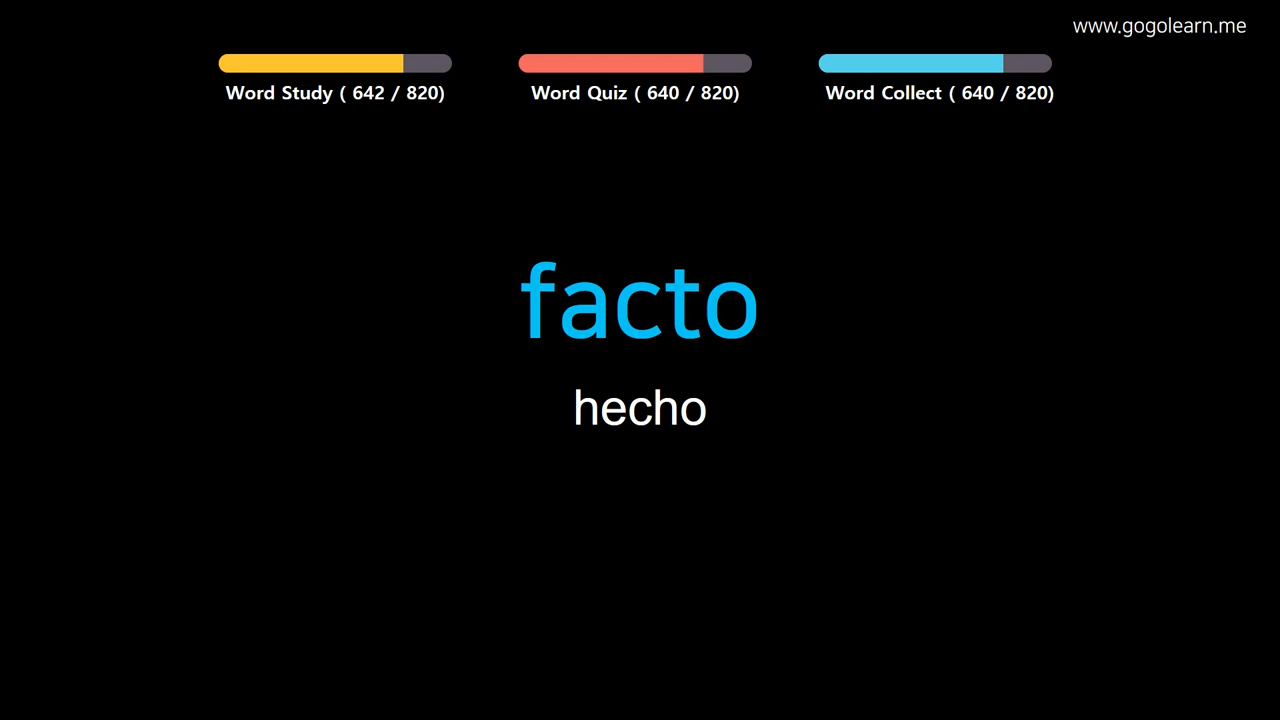 www.gogolearn.me
Word Study ( 642 / 820)
Word Quiz ( 640 / 820)
Word Collect ( 640 / 820)
facto
hecho